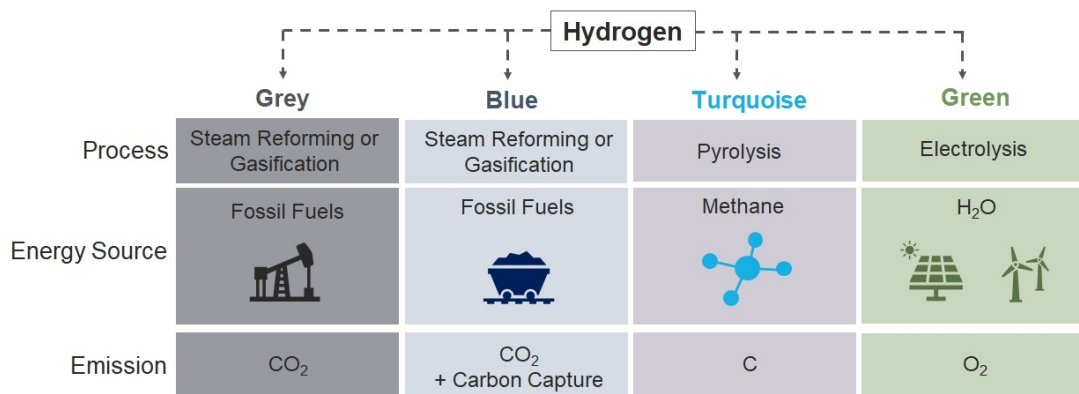 Hydrogen
Grey
Blue
Turquoise
Green
Process
Steam Reforming or
Gasification
Steam Reforming or
Gasification
Pyrolysis
Electrolysis
Energy Source
Fossil Fuels
Fossil Fuels
Methane
H₂O
Emission
CO₂
CO₂
+ Carbon Capture
C
O₂